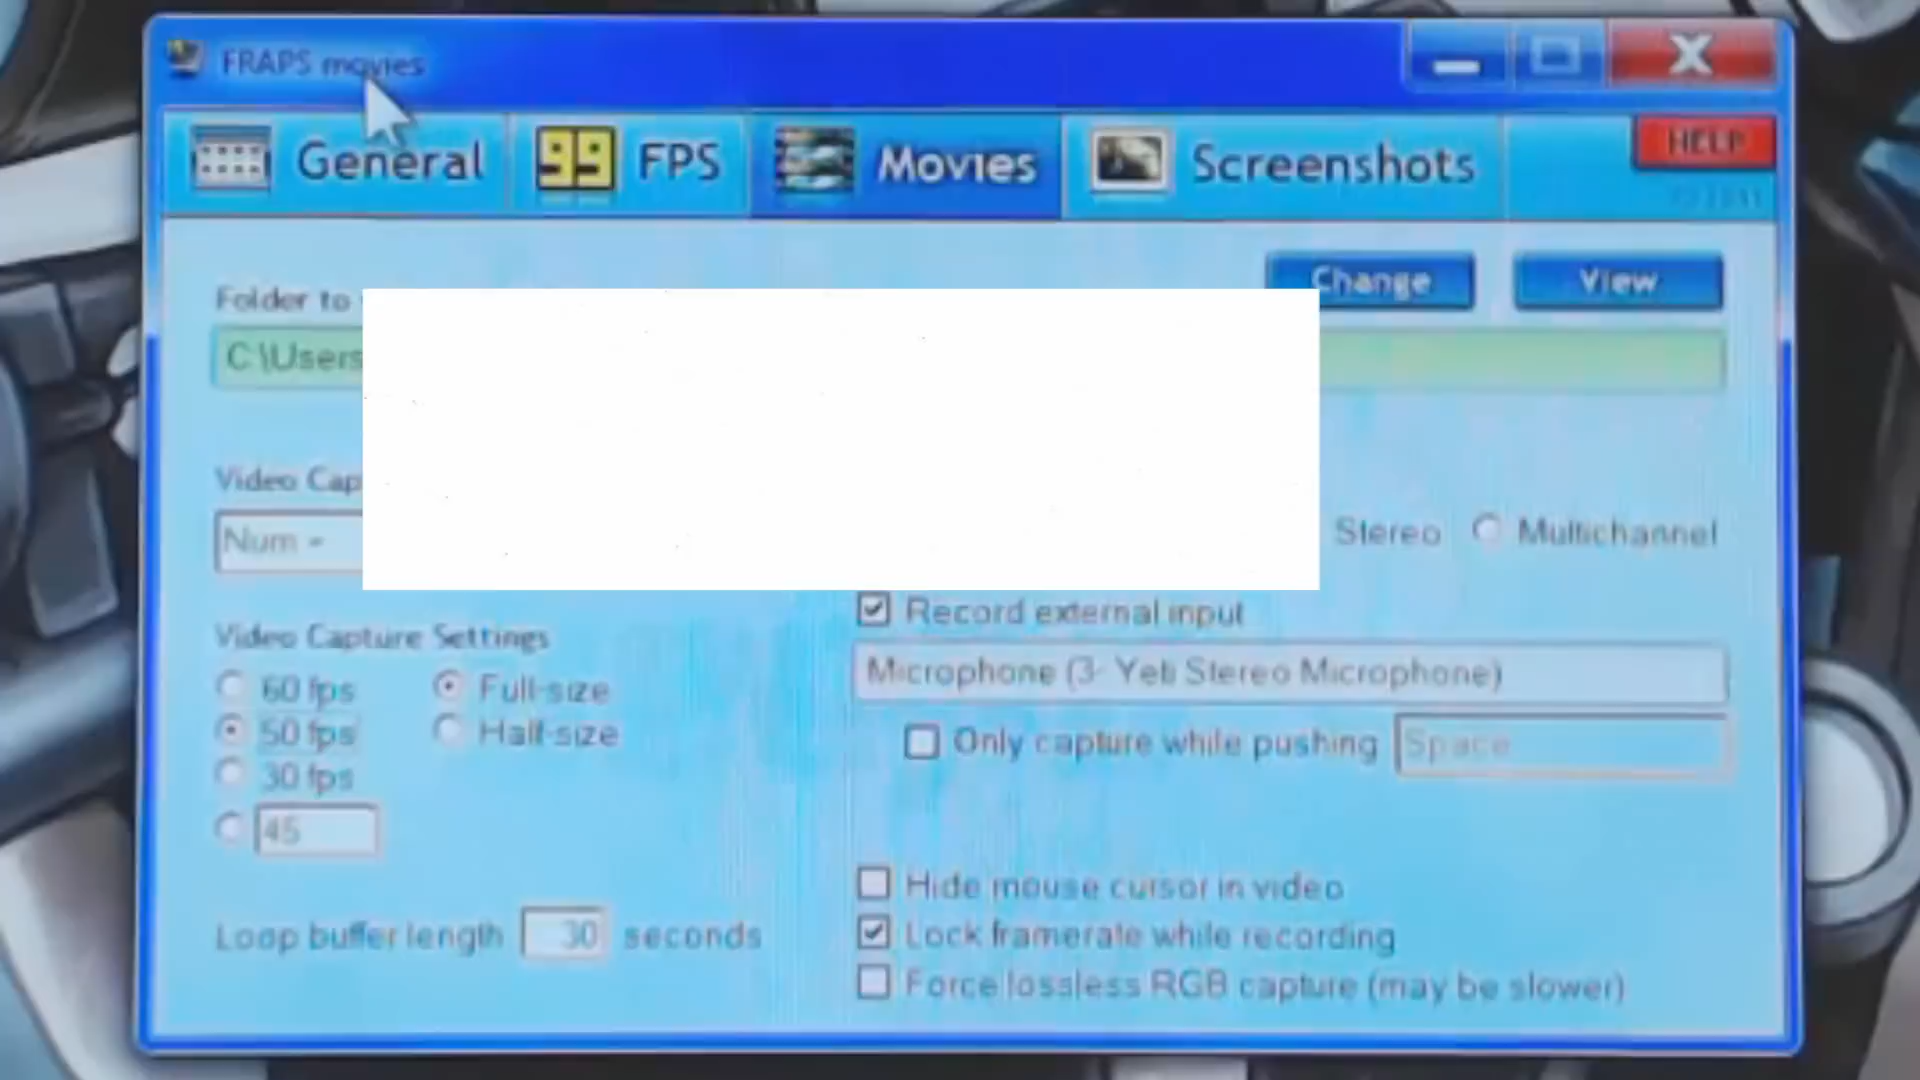 FRAPS movies
General 99 FPS Movies Screenshots HELP
Change View
Folder to
C:\Users
Video Cap
Num -
Stereo Multichannel
Record external input
Video Capture Settings
Microphone (3- Yeti Stereo Microphone)
60 fps Full-size
50 fps Half-size
Only capture while pushing Space
30 fps
45
Hide mouse cursor in video
Loop buffer length 30 seconds
Lock framerate while recording
Force lossless RGB capture (may be slower)